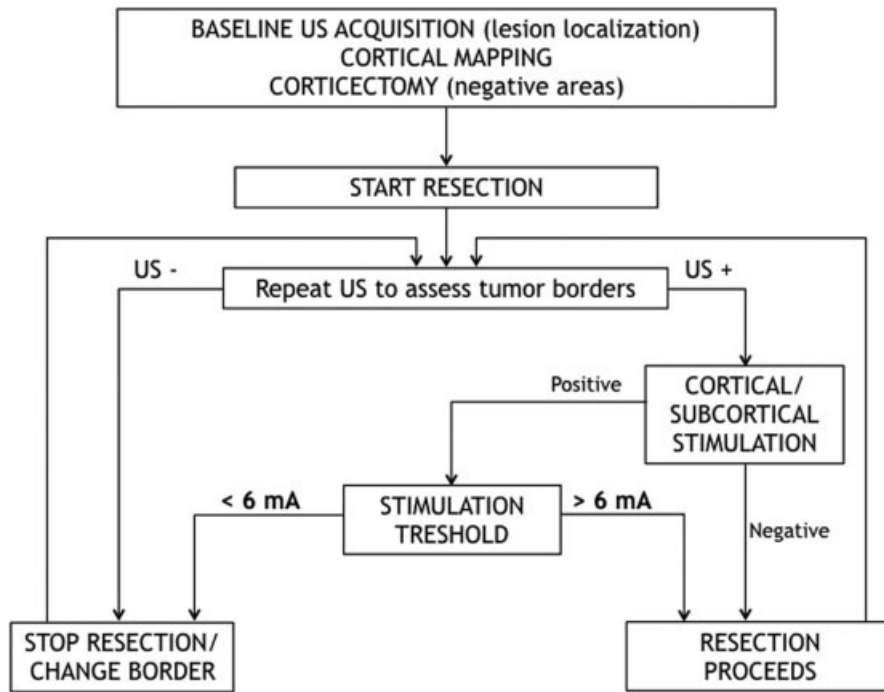 BASELINE US ACQUISITION (lesion localization)
CORTICAL MAPPING
CORTICECTOMY (negative areas)
START RESECTION
US -
US +
Repeat US to assess tumor borders
Positive
CORTICAL/
SUBCORTICAL
STIMULATION
< 6 mA
STIMULATION
TRESHOLD
> 6 mA
Negative
STOP RESECTION/
CHANGE BORDER
RESECTION
PROCEEDS